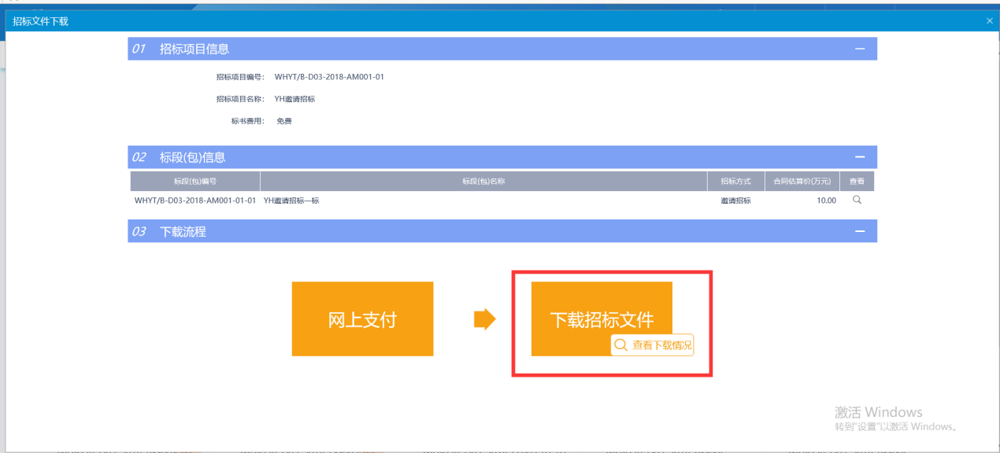 招标文件下载
01 招标项目信息
招标项目编号: WHYT/B-D03-2018-AM001-01
招标项目名称: YH邀请招标
标书费用: 免费
02 标段(包)信息
标段(包)编号 标段(包)名称 招标方式 合同估算价(万元) 查看
WHYT/B-D03-2018-AM001-01-01 YH邀请招标一标 邀请招标 10.00
03 下载流程
网上支付 下载招标文件
查看下载情况
激活 Windows
转到"设置"以激活 Windows。